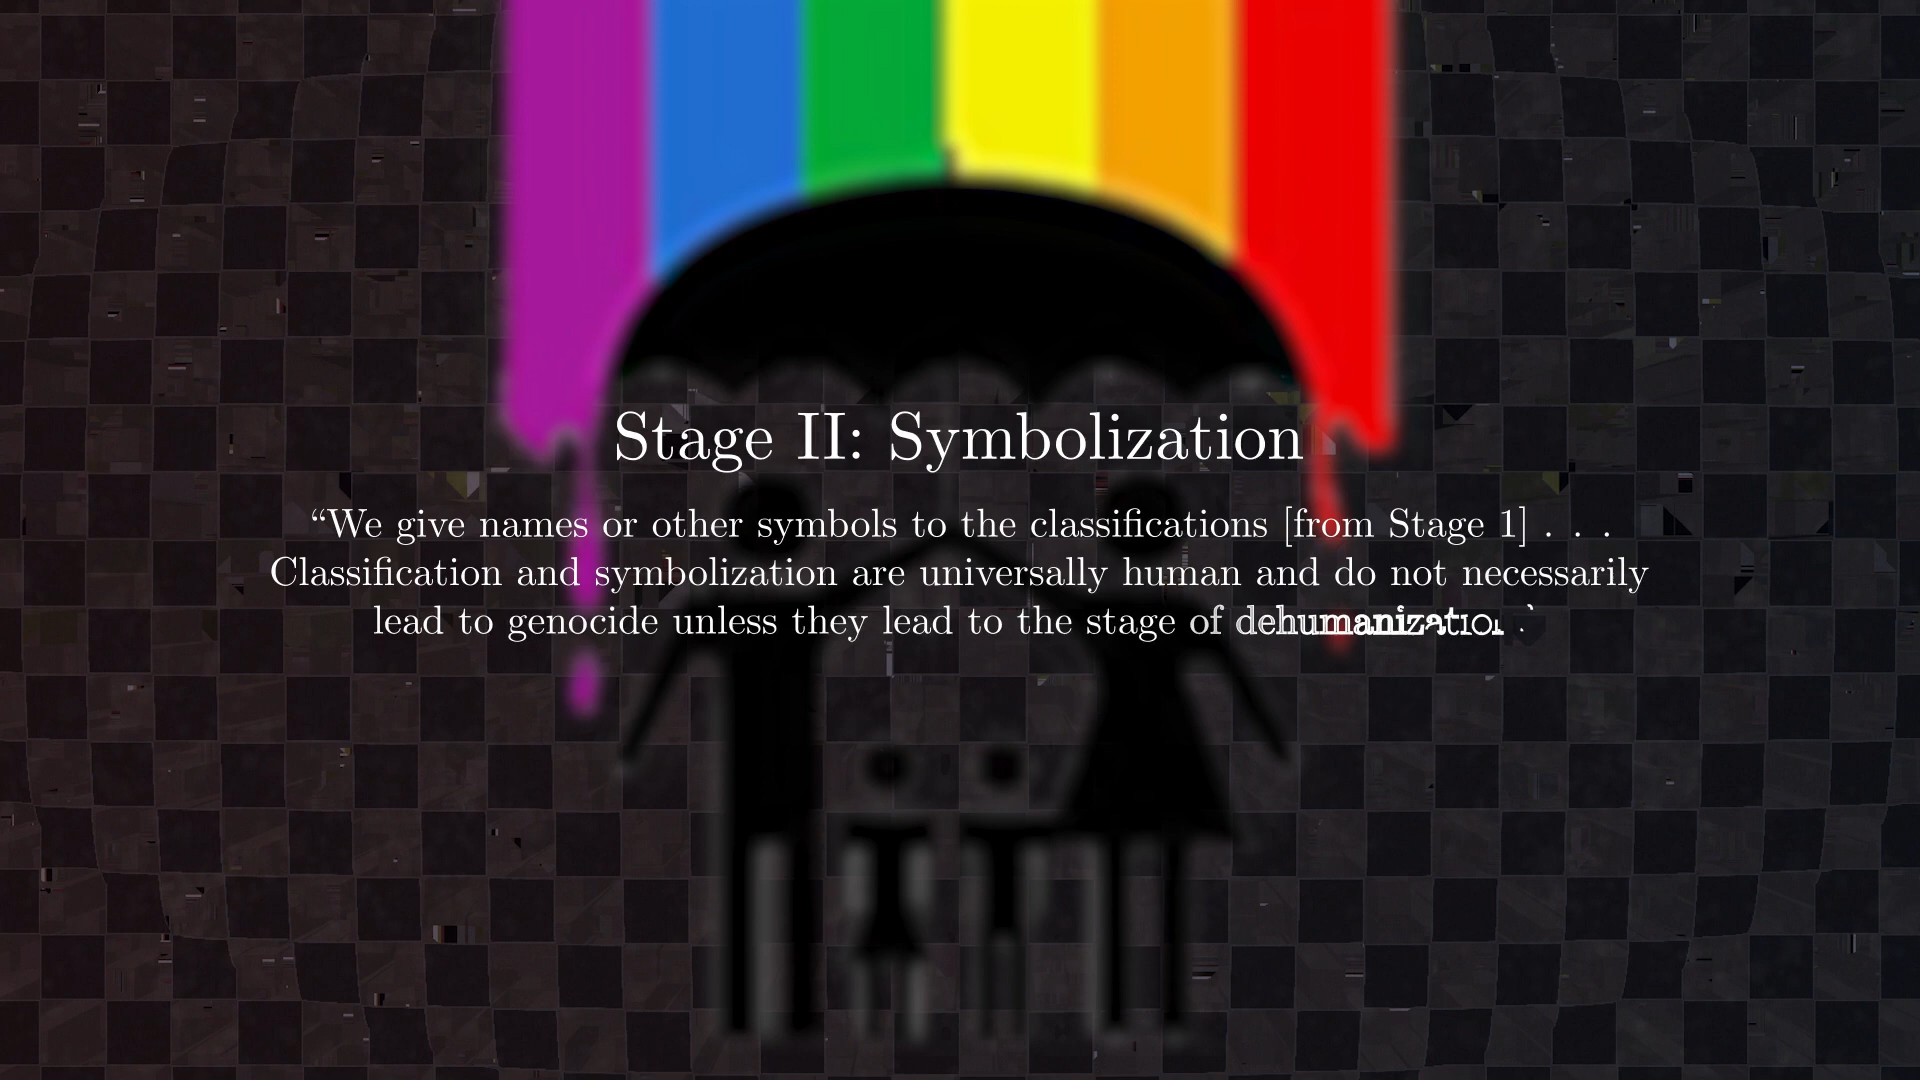 Stage II: Symbolization
“We give names or other symbols to the classifications [from Stage 1] . . .
Classification and symbolization are universally human and do not necessarily
lead to genocide unless they lead to the stage of dehumanization